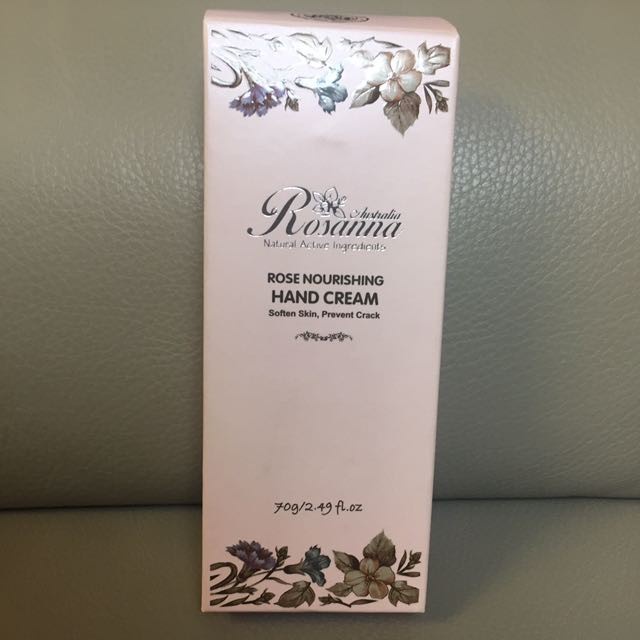 Australia
Rosanna
Natural Active Ingredients
ROSE NOURISHING
HAND CREAM
Soften Skin, Prevent Crack
70g/2.49 fl.oz